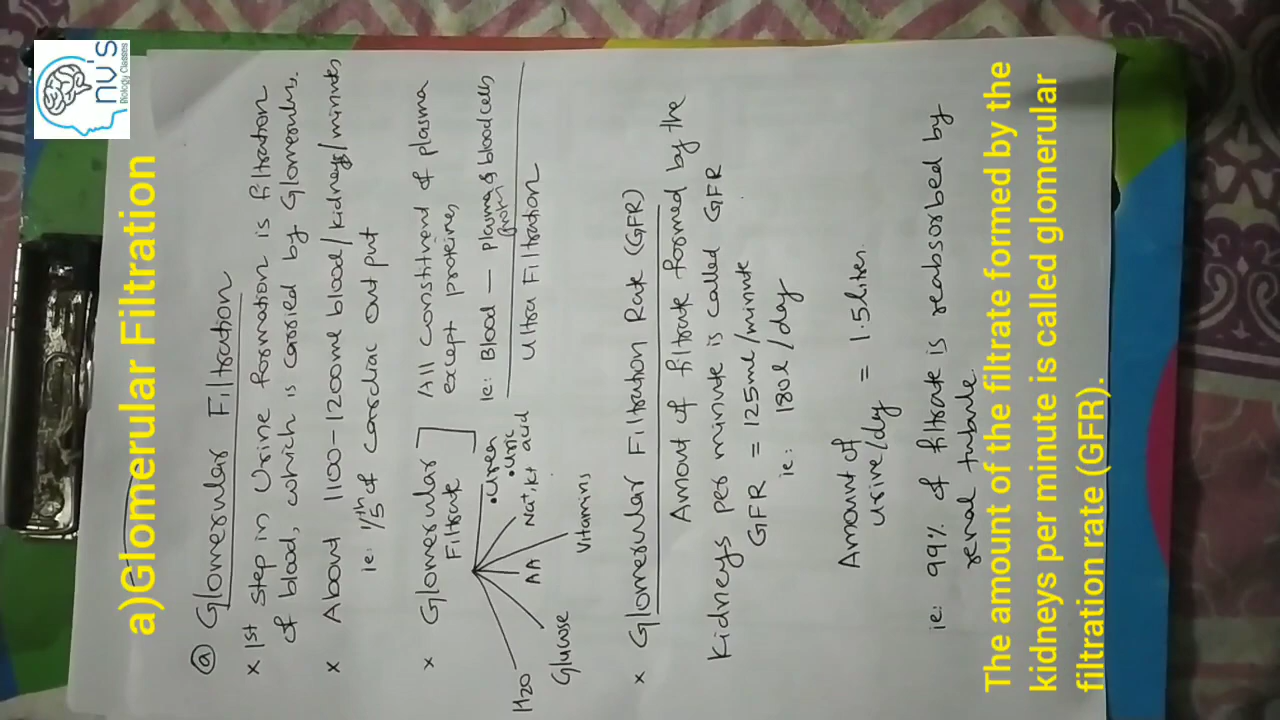 nv's
Biology Classes
a)Glomerular Filtration
ⓐ Glomerular Filtration
x 1st step in Urine formation is filtration
of blood, which is carried by Glomerulus.
x About 1100-1200ml blood/kidneys/minutes
ie: 1/5th of cardiac out put
x Glomerular Filtrate
All constituent of plasma
except proteins
ie: Blood — plasma protein & blood cells
Ultra Filtration
H2O
Glucose
AA
Vitamins
Na+, K+
•Uric acid
•Urea
x Glomerular Filtration Rate (GFR)
Amount of filtrate formed by the
kidneys per minute is called GFR
GFR = 125ml/minute
ie: 180l/day
Amount of
urine/dy = 1.5liter.
ie: 99% of filtrate is reabsorbed by
renal tubule.
The amount of the filtrate formed by the
kidneys per minute is called glomerular
filtration rate (GFR).